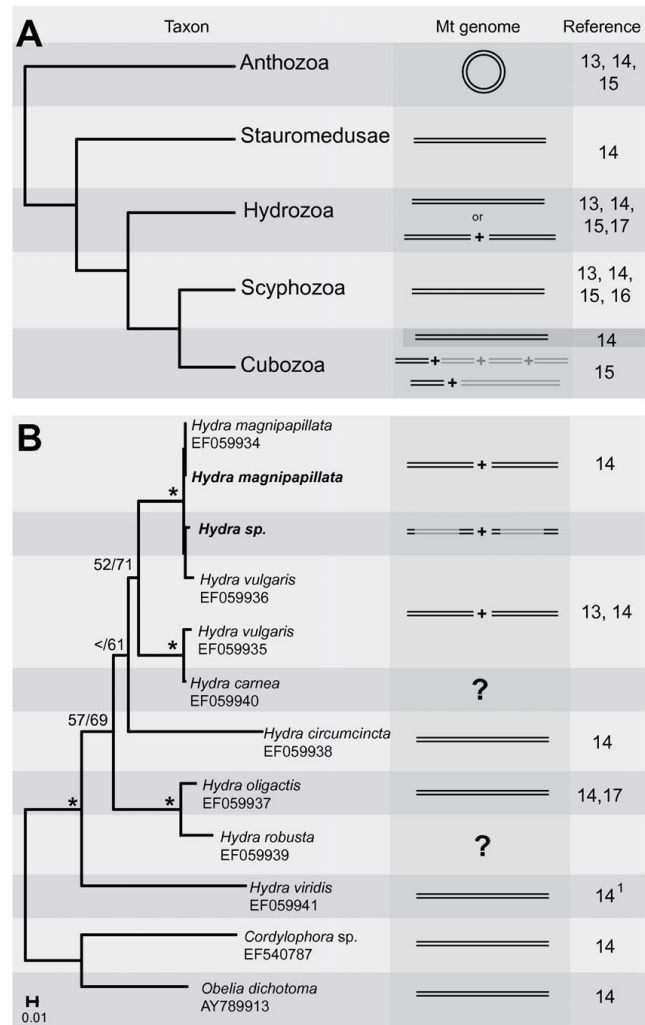 A
Taxon Mt genome Reference
Anthozoa 13, 14,
15
Stauromedusae 14
Hydrozoa or 13, 14,
+ 15,17
Scyphozoa 13, 14,
15, 16
14
Cubozoa + + + 15
+
B
Hydra magnipapillata
EF059934
+ 14
Hydra magnipapillata
*
Hydra sp. +
52/71
Hydra vulgaris
EF059936
+ 13, 14
Hydra vulgaris
</61
EF059935
*
Hydra carnea
EF059940
?
57/69
Hydra circumcincta
EF059938
14
Hydra oligactis
EF059937
14,17
* *
Hydra robusta
EF059939
?
Hydra viridis
EF059941
14 1
Cordylophora sp.
EF540787
14
Obelia dichotoma
AY789913
14
0.01